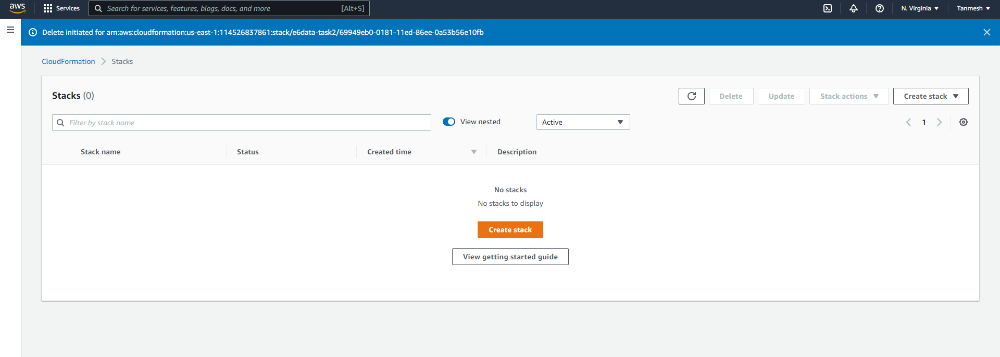 aws Services Search for services, features, blogs, docs, and more [Alt+S] N. Virginia Tanmesh
Delete initiated for arn:aws:cloudformation:us-east-1:114526837861:stack/e6data-task2/69949eb0-0181-11ed-86ee-0a53b56e10fb
CloudFormation Stacks
Stacks (0) Delete Update Stack actions Create stack
Filter by stack name View nested Active 1
Stack name Status Created time Description
No stacks
No stacks to display
Create stack
View getting started guide